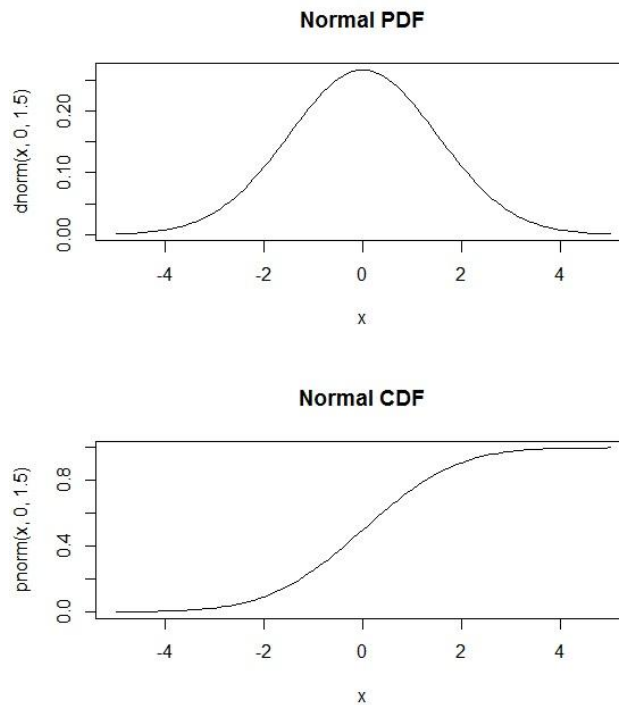 Normal PDF
dnorm(x, 0, 1.5)
0.20
0.10
0.00
-4 -2 0 2 4
x
Normal CDF
pnorm(x, 0, 1.5)
0.8
0.4
0.0
-4 -2 0 2 4
x